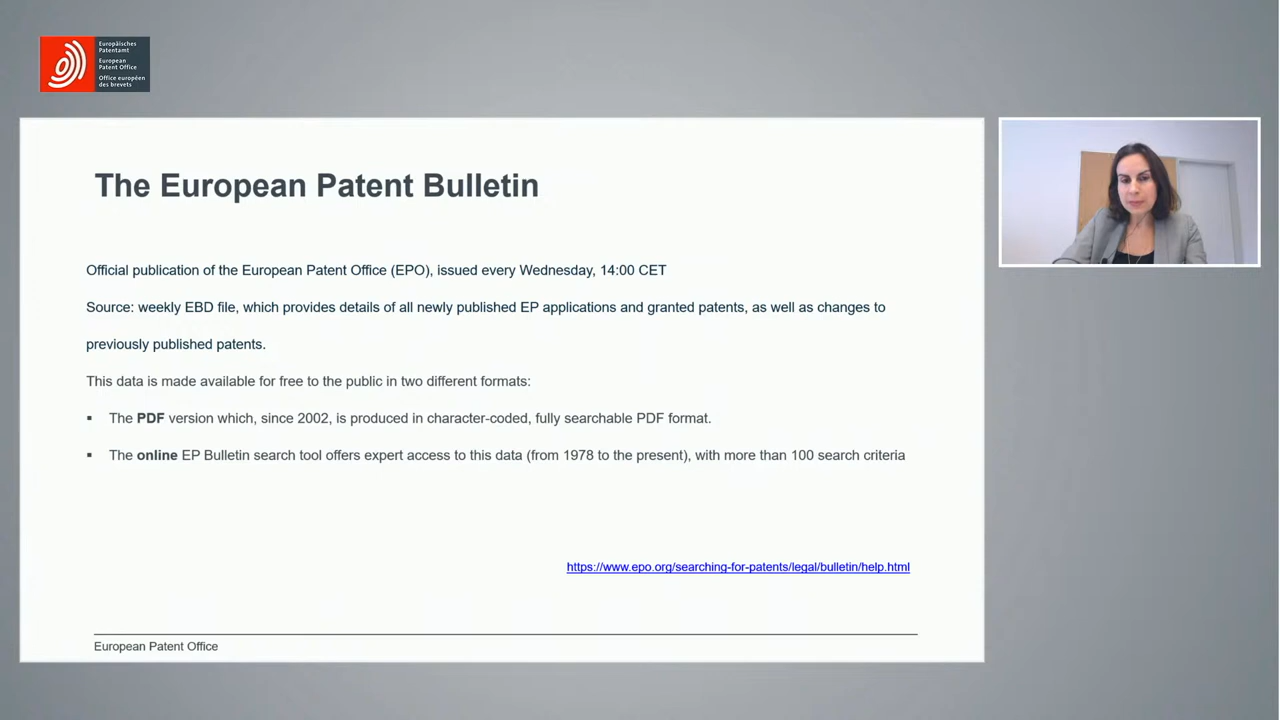 Europäisches
Patentamt
European
Patent Office
Office européen
des brevets
The European Patent Bulletin
Official publication of the European Patent Office (EPO), issued every Wednesday, 14:00 CET
Source: weekly EBD file, which provides details of all newly published EP applications and granted patents, as well as changes to
previously published patents.
This data is made available for free to the public in two different formats:
▪ The PDF version which, since 2002, is produced in character-coded, fully searchable PDF format.
▪ The online EP Bulletin search tool offers expert access to this data (from 1978 to the present), with more than 100 search criteria
https://www.epo.org/searching-for-patents/legal/bulletin/help.html
European Patent Office